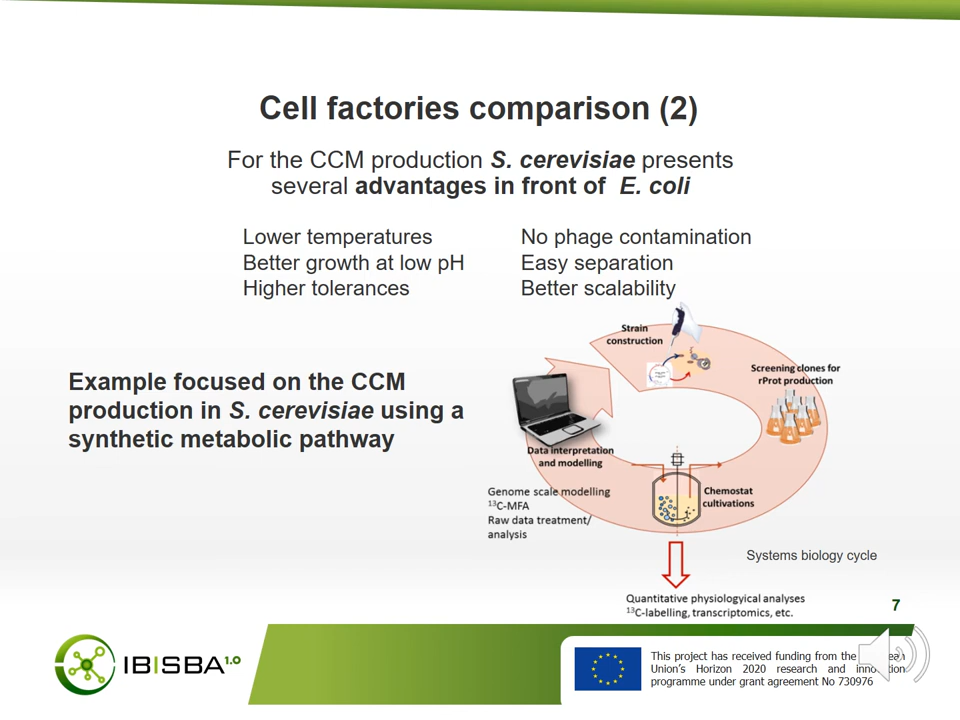 Cell factories comparison (2)
For the CCM production S. cerevisiae presents
several advantages in front of E. coli
Lower temperatures
Better growth at low pH
Higher tolerances
No phage contamination
Easy separation
Better scalability
Example focused on the CCM
production in S. cerevisiae using a
synthetic metabolic pathway
Strain
construction
Screening clones for
rProt production
Data interpretation
and modelling
Genome scale modelling
¹³C-MFA
Raw data treatment/
analysis
Chemostat
cultivations
Systems biology cycle
Quantitative physiologyical analyses
¹³C-labelling, transcriptomics, etc.
7
IBISBA 1.0
This project has received funding from the
Union's Horizon 2020 research and
programme under grant agreement No 730976